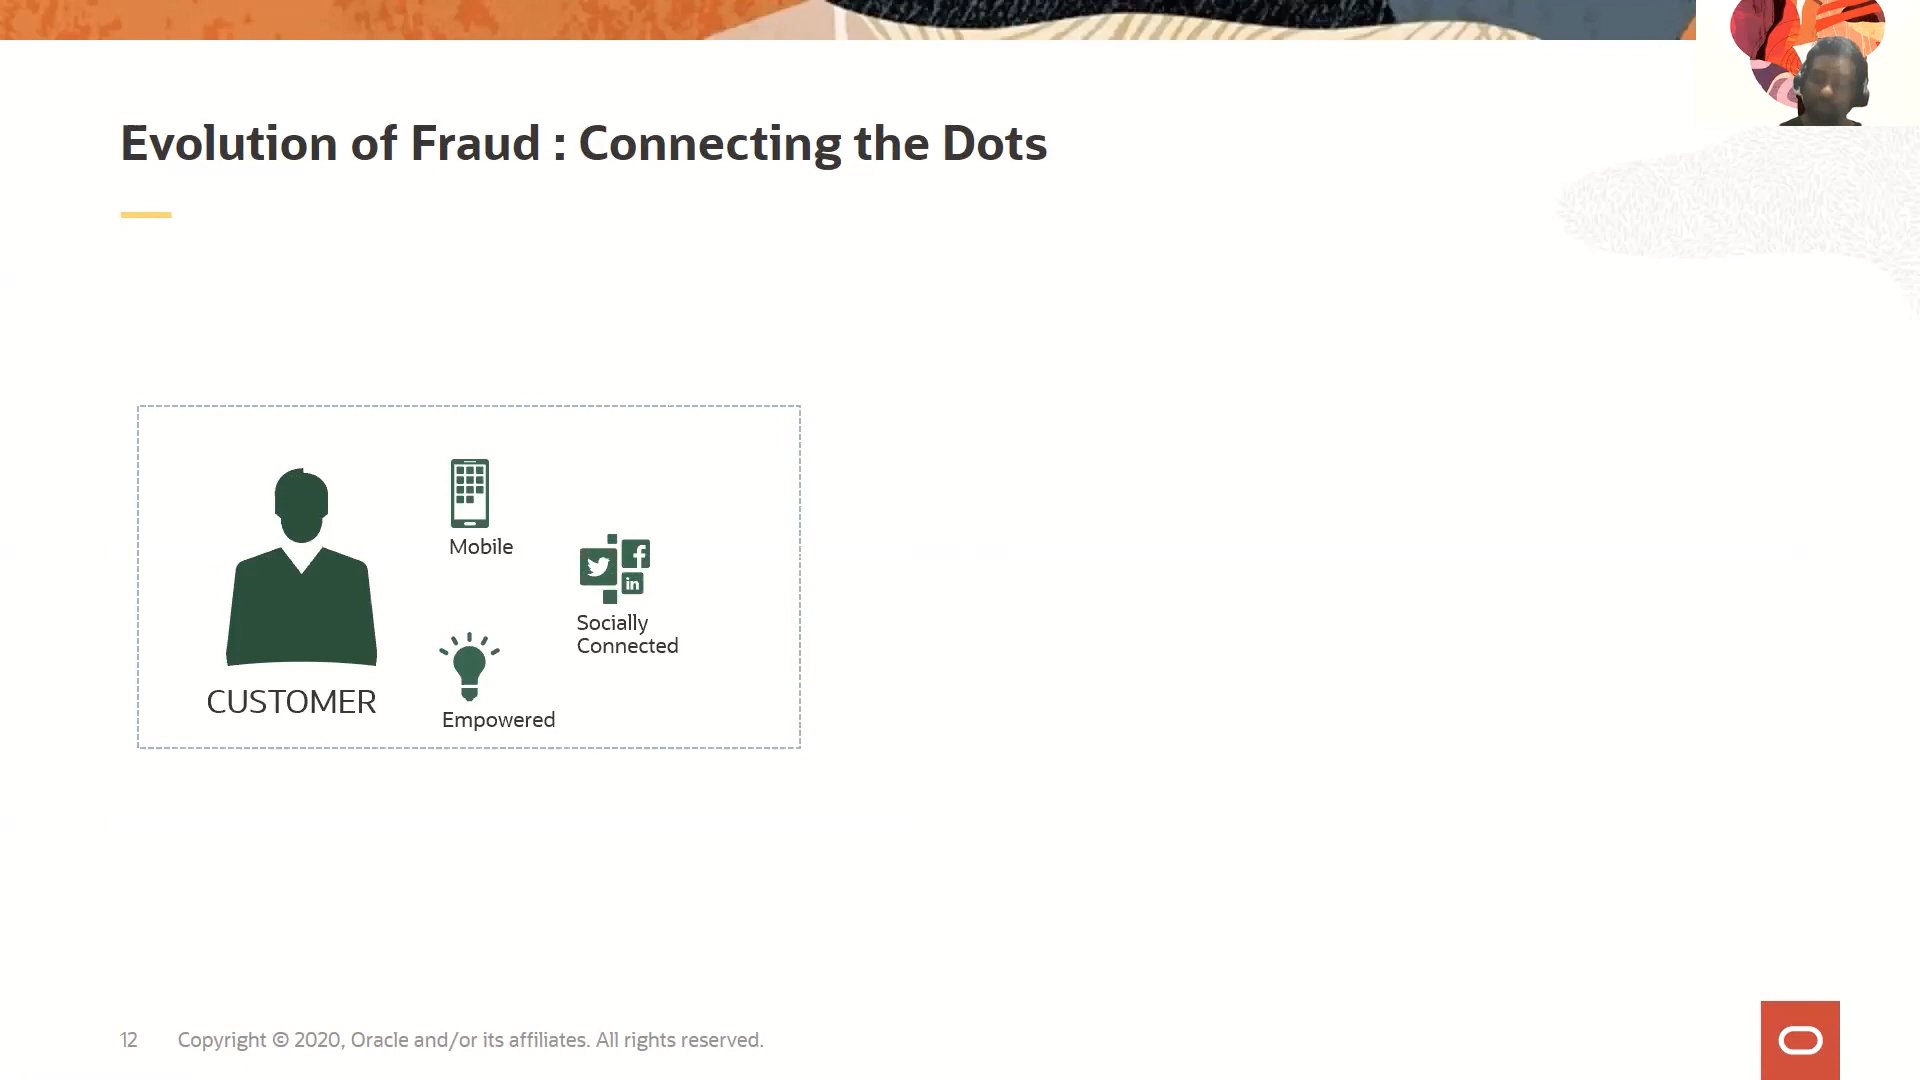 Evolution of Fraud : Connecting the Dots
Mobile
Socially
Connected
in
CUSTOMER
Empowered
12 Copyright © 2020, Oracle and/or its affiliates. All rights reserved.